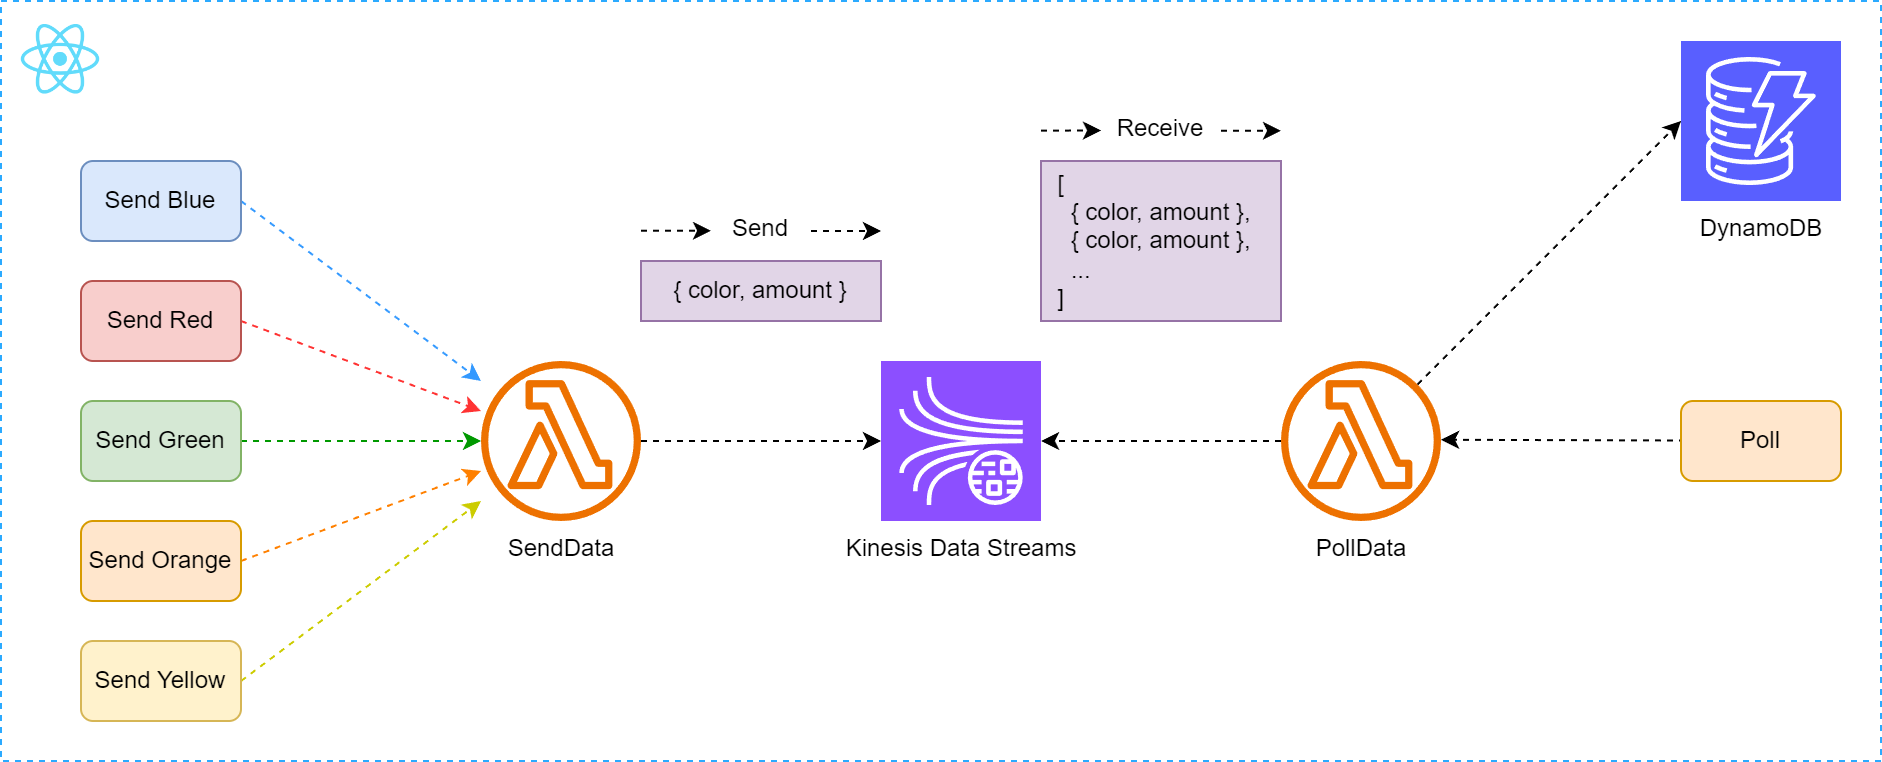 Send Blue
Send Red
Send Green
Send Orange
Send Yellow
SendData
Send
{ color, amount }
Kinesis Data Streams
Receive
[
{ color, amount },
{ color, amount },
...
]
PollData
DynamoDB
Poll